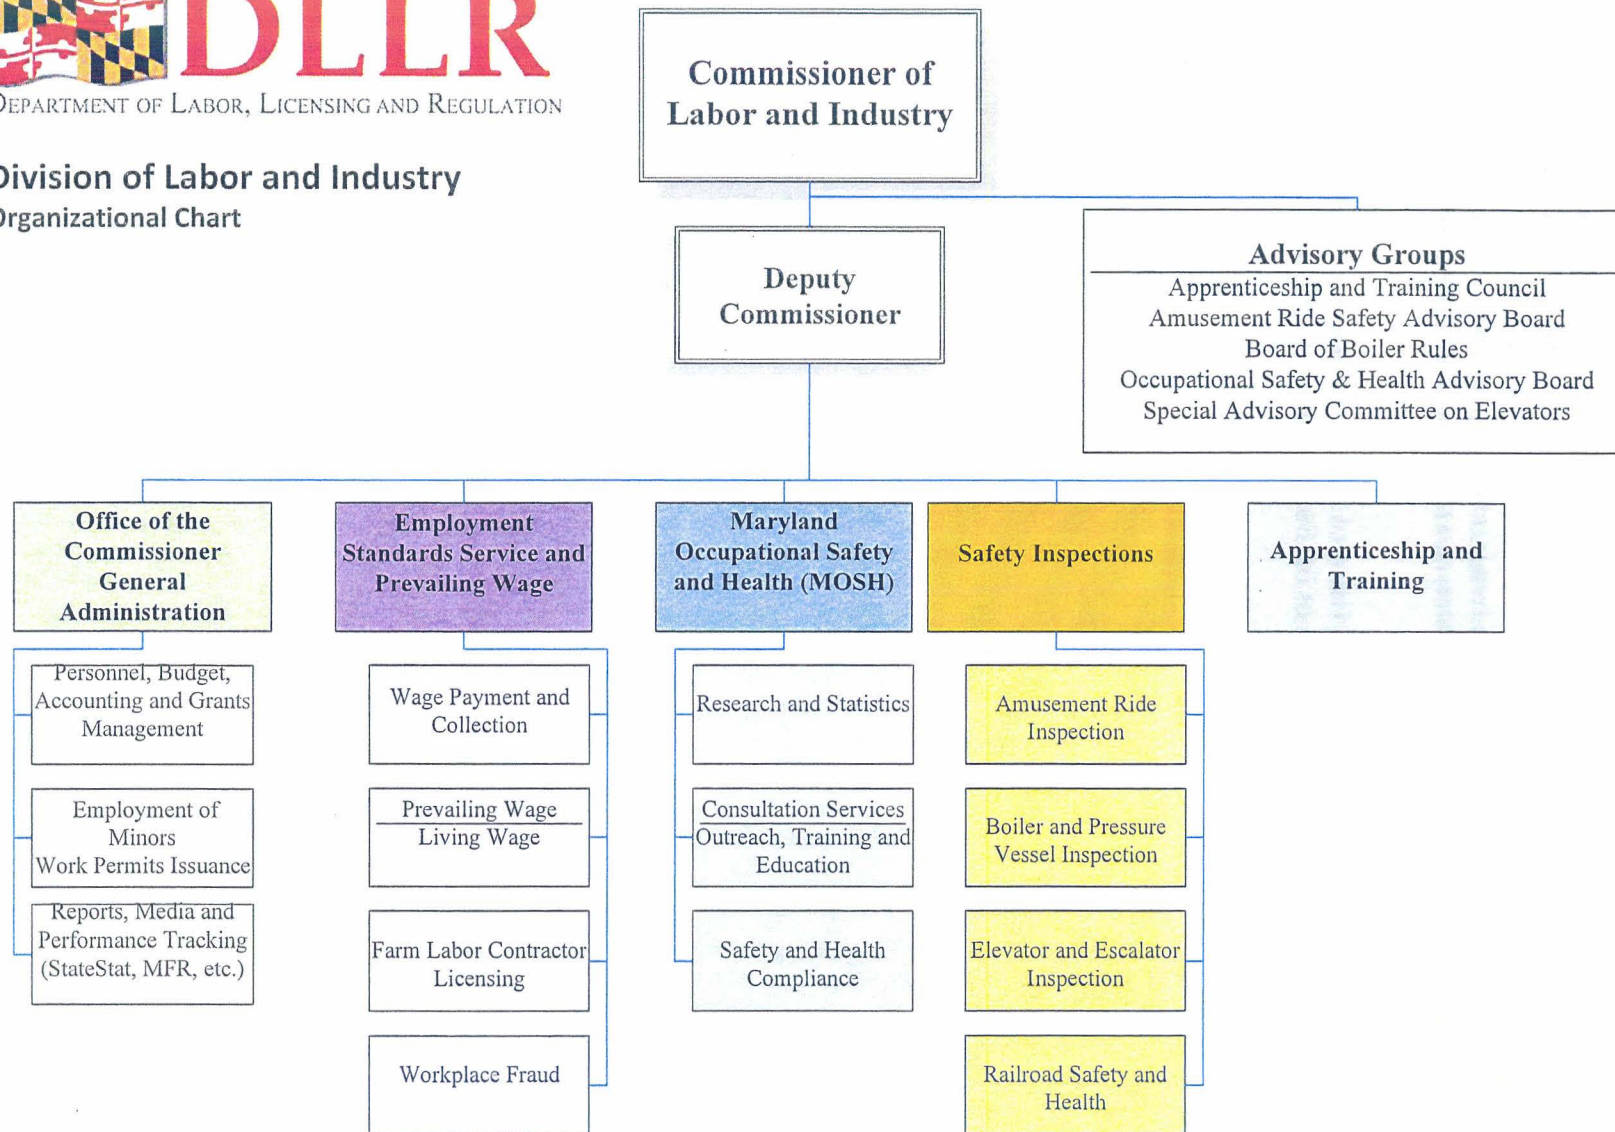 DLLR
DEPARTMENT OF LABOR, LICENSING AND REGULATION
Division of Labor and Industry
Organizational Chart
Commissioner of
Labor and Industry
Deputy
Commissioner
Advisory Groups
Apprenticeship and Training Council
Amusement Ride Safety Advisory Board
Board of Boiler Rules
Occupational Safety & Health Advisory Board
Special Advisory Committee on Elevators
Office of the
Commissioner
General
Administration
Personnel, Budget,
Accounting and Grants
Management
Employment of
Minors
Work Permits Issuance
Reports, Media and
Performance Tracking
(StateStat, MFR, etc.)
Employment
Standards Service and
Prevailing Wage
Wage Payment and
Collection
Prevailing Wage
Living Wage
Farm Labor Contractor
Licensing
Workplace Fraud
Maryland
Occupational Safety
and Health (MOSH)
Research and Statistics
Consultation Services
Outreach, Training and
Education
Safety and Health
Compliance
Safety Inspections
Amusement Ride
Inspection
Boiler and Pressure
Vessel Inspection
Elevator and Escalator
Inspection
Railroad Safety and
Health
Apprenticeship and
Training